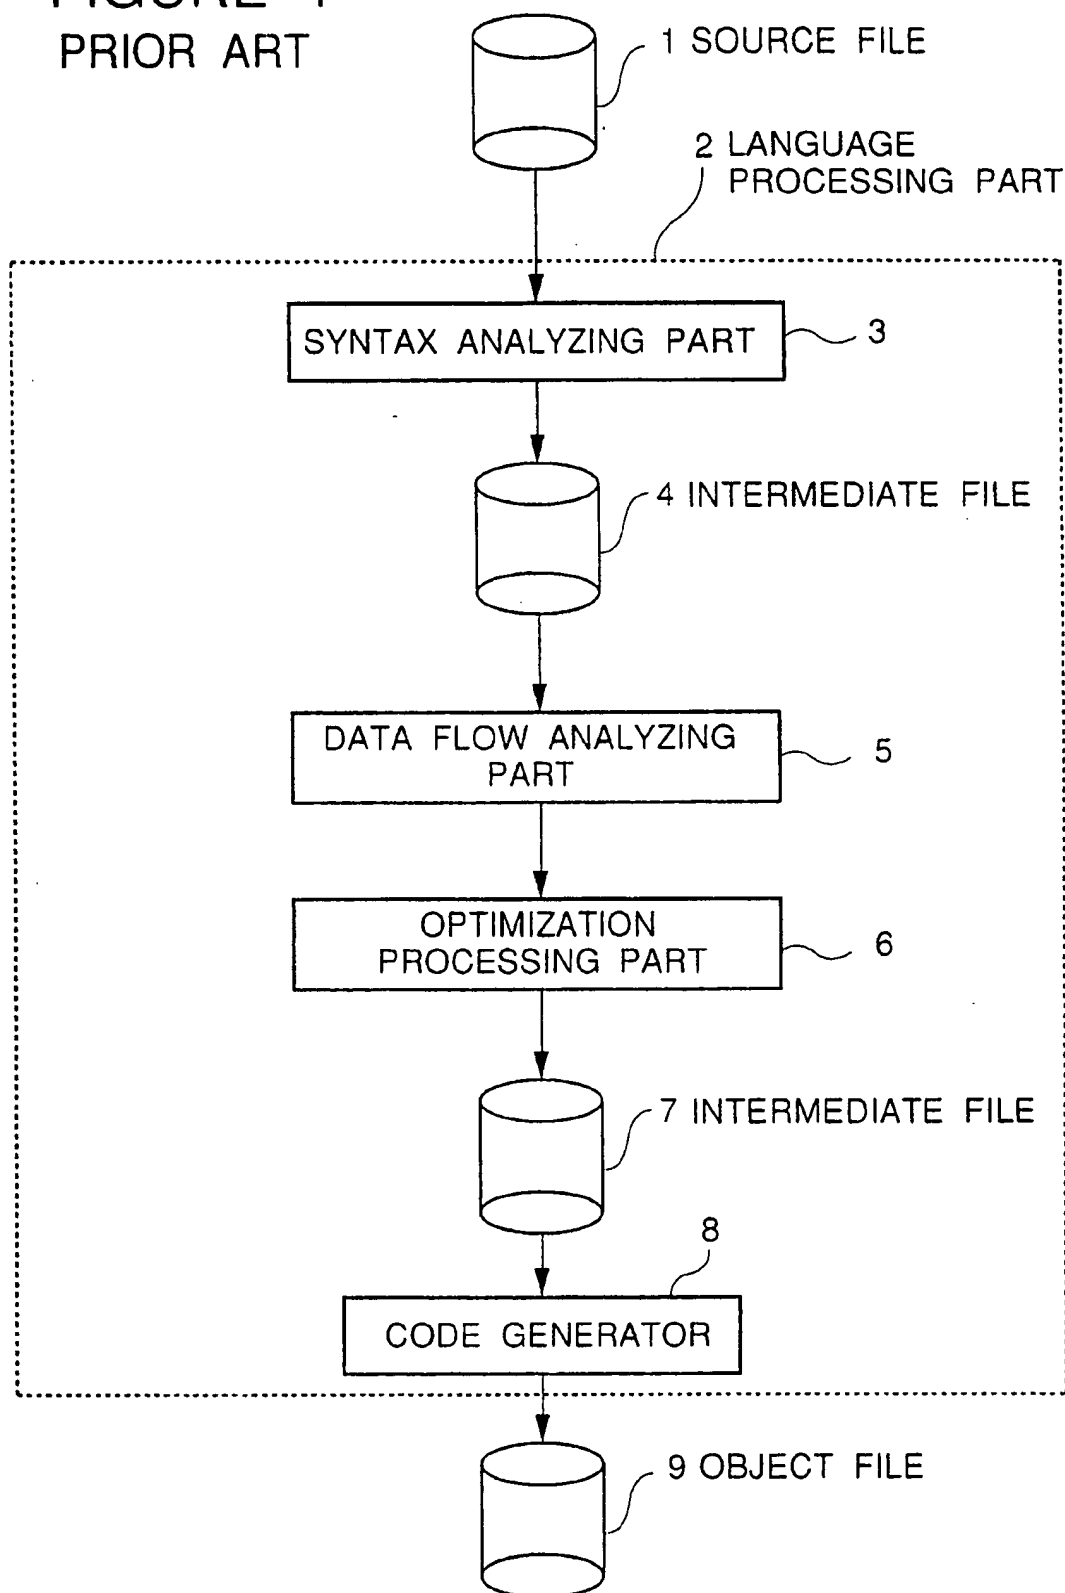 PRIOR ART
1 SOURCE FILE
2 LANGUAGE
PROCESSING PART
SYNTAX ANALYZING PART
3
4 INTERMEDIATE FILE
DATA FLOW ANALYZING
PART
5
OPTIMIZATION
PROCESSING PART
6
7 INTERMEDIATE FILE
8
CODE GENERATOR
9 OBJECT FILE